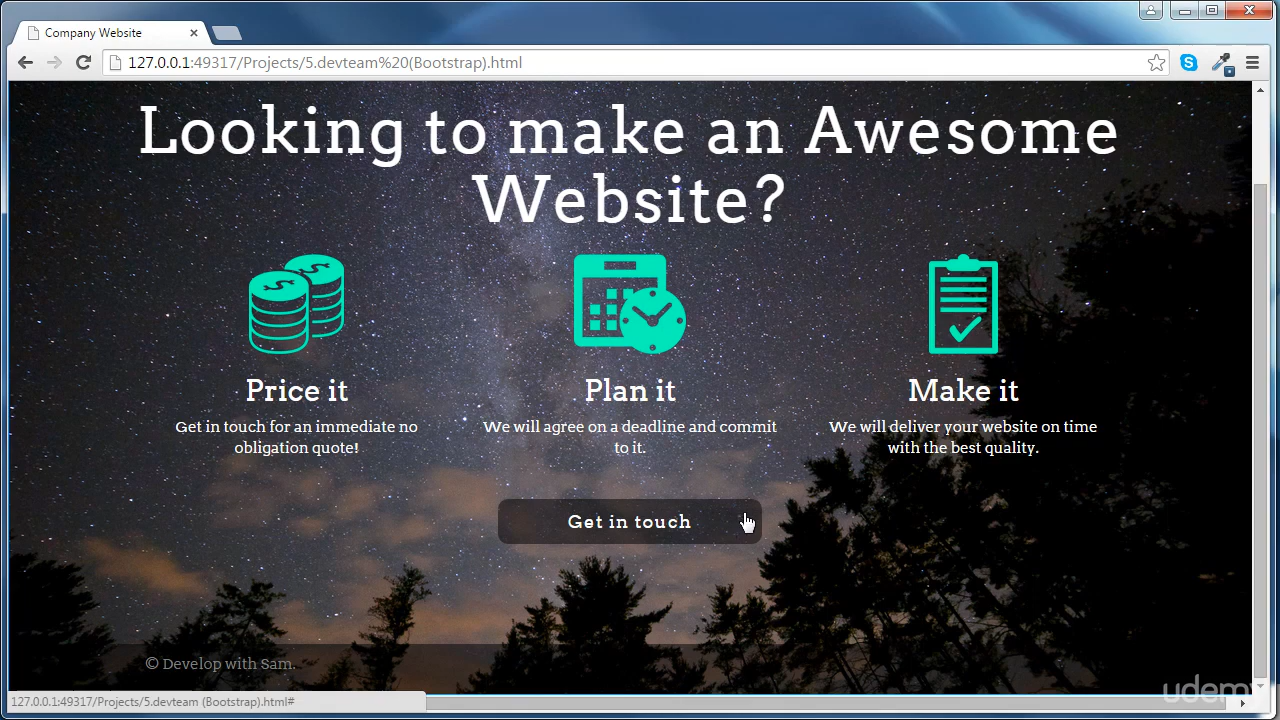 Company Website
127.0.0.1:49317/Projects/5.devteam%20(Bootstrap).html
Looking to make an Awesome
Website?
Price it
Get in touch for an immediate no
obligation quote!
Plan it
We will agree on a deadline and commit
to it.
Make it
We will deliver your website on time
with the best quality.
Get in touch
© Develop with Sam.
127.0.0.1:49317/Projects/5.devteam (Bootstrap).html#
udemy